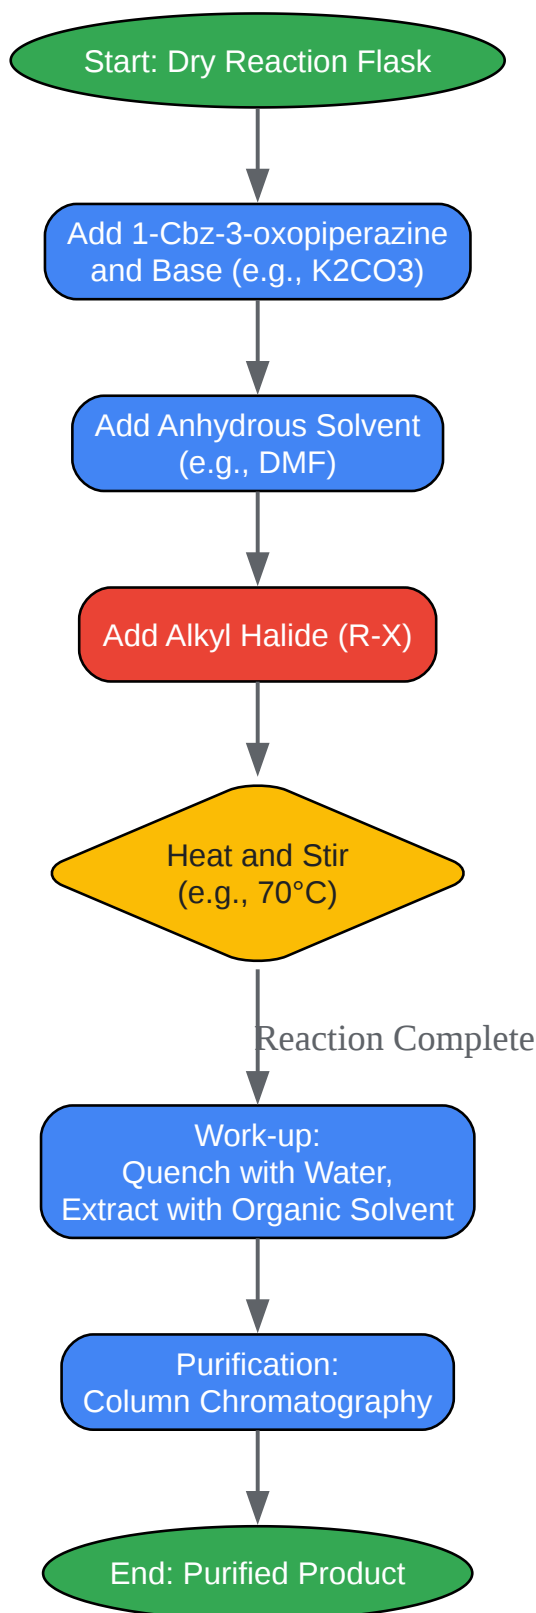 Start: Dry Reaction Flask
Add 1-Cbz-3-oxopiperazine
and Base (e.g., K2CO3)
Add Anhydrous Solvent
(e.g., DMF)
Add Alkyl Halide (R-X)
Heat and Stir
(e.g., 70°C)
Reaction Complete
Work-up:
Quench with Water,
Extract with Organic Solvent
Purification:
Column Chromatography
End: Purified Product